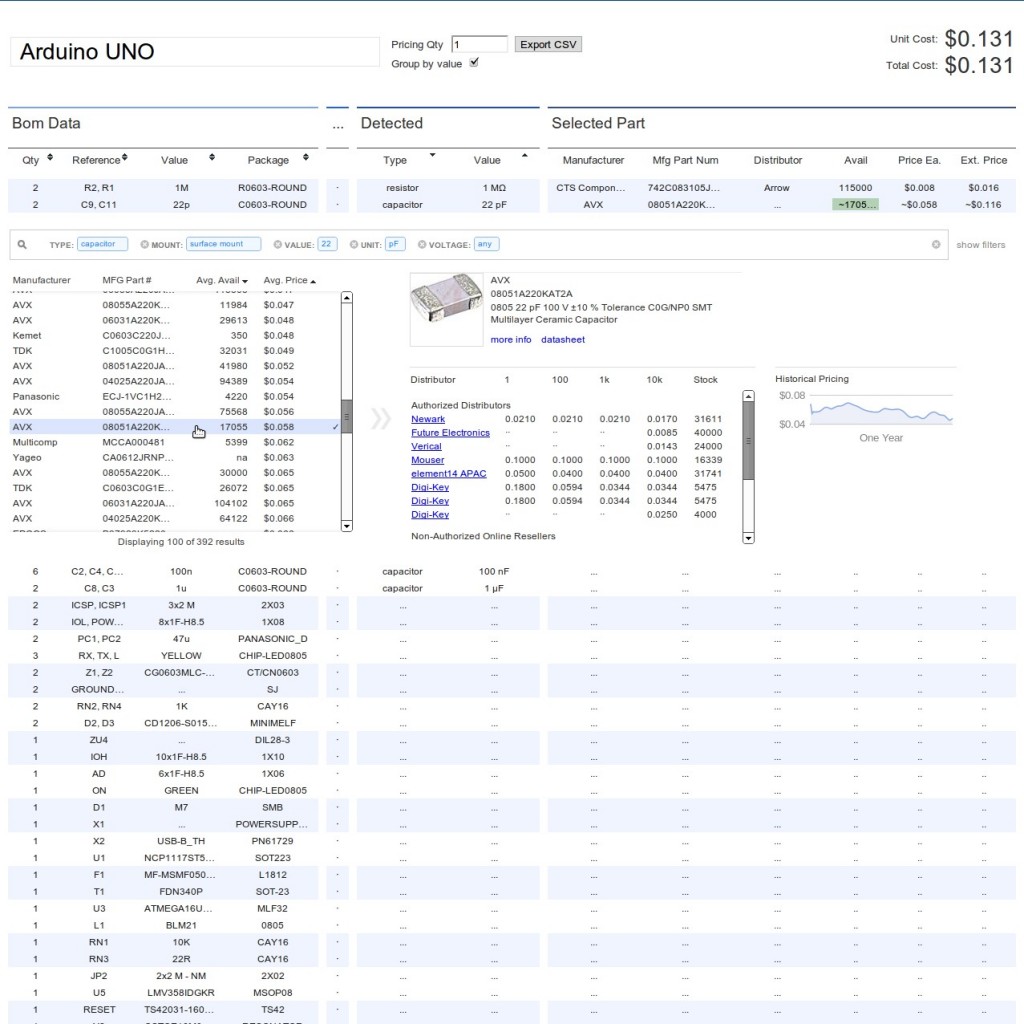 Arduino UNO
Pricing Qty 1 Export CSV
Group by value
Unit Cost: $0.131
Total Cost: $0.131
Bom Data ... Detected Selected Part
Qty Reference Value Package Type Value Manufacturer Mfg Part Num Distributor Avail Price Ea. Ext. Price
2 R2, R1 1M R0603-ROUND - resistor 1 MΩ CTS Compon... 742C083105J... Arrow 115000 $0.008 $0.016
2 C9, C11 22p C0603-ROUND - capacitor 22 pF AVX 08051A220K... ... ~1705... ~$0.058 ~$0.116
TYPE: capacitor MOUNT: surface mount VALUE: 22 UNIT: pF VOLTAGE: any show filters
Manufacturer MFG Part # Avg. Avail Avg. Price
AVX 08055A220K... 11984 $0.047
AVX 06031A220K... 29613 $0.048
Kemet C0603C220J... 350 $0.048
TDK C1005C0G1H... 32031 $0.049
AVX 08051A220JA... 41980 $0.052
AVX 04025A220JA... 94389 $0.054
Panasonic ECJ-1VC1H2... 4220 $0.054
AVX 08055A220JA... 75568 $0.056
AVX 08051A220K... 17055 $0.058 ✓
Multicomp MCCA000481 5399 $0.062
Yageo CA0612JRNP... na $0.063
AVX 08055A220K... 30000 $0.065
TDK C0603C0G1E... 26072 $0.065
AVX 06031A220JA... 104102 $0.065
AVX 04025A220K... 64122 $0.066
Displaying 100 of 392 results
AVX
08051A220KAT2A
0805 22 pF 100 V ±10 % Tolerance C0G/NP0 SMT
Multilayer Ceramic Capacitor
more info datasheet
Distributor 1 100 1k 10k Stock
Authorized Distributors
Newark 0.0210 0.0210 0.0210 0.0170 31611
Future Electronics -- -- -- 0.0085 40000
Verical -- -- -- 0.0143 24000
Mouser 0.1000 0.1000 0.1000 0.1000 16339
element14 APAC 0.0500 0.0400 0.0400 0.0400 31741
Digi-Key 0.1800 0.0594 0.0344 0.0344 5475
Digi-Key 0.1800 0.0594 0.0344 0.0344 5475
Digi-Key -- -- -- 0.0250 4000
Non-Authorized Online Resellers
Historical Pricing
$0.08
$0.04
One Year
6 C2, C4, C... 100n C0603-ROUND - capacitor 100 nF ... ... ... .. .. ..
2 C8, C3 1u C0603-ROUND - capacitor 1 µF ... ... ... .. .. ..
2 ICSP, ICSP1 3x2 M 2X03 - ... ... ... ... ... .. .. ..
2 IOL, POW... 8x1F-H8.5 1X08 - ... ... ... ... ... .. .. ..
2 PC1, PC2 47u PANASONIC_D - ... ... ... ... ... .. .. ..
3 RX, TX, L YELLOW CHIP-LED0805 - ... ... ... ... ... .. .. ..
2 Z1, Z2 CG0603MLC-... CT/CN0603 - ... ... ... ... ... .. .. ..
2 GROUND... ... SJ - ... ... ... ... ... .. .. ..
2 RN2, RN4 1K CAY16 - ... ... ... ... ... .. .. ..
2 D2, D3 CD1206-S015... MINIMELF - ... ... ... ... ... .. .. ..
1 ZU4 ... DIL28-3 - ... ... ... ... ... .. .. ..
1 IOH 10x1F-H8.5 1X10 - ... ... ... ... ... .. .. ..
1 AD 6x1F-H8.5 1X06 - ... ... ... ... ... .. .. ..
1 ON GREEN CHIP-LED0805 - ... ... ... ... ... .. .. ..
1 D1 M7 SMB - ... ... ... ... ... .. .. ..
1 X1 ... POWERSUPP... - ... ... ... ... ... .. .. ..
1 X2 USB-B_TH PN61729 - ... ... ... ... ... .. .. ..
1 U1 NCP1117ST5... SOT223 - ... ... ... ... ... .. .. ..
1 F1 MF-MSMF050... L1812 - ... ... ... ... ... .. .. ..
1 T1 FDN340P SOT-23 - ... ... ... ... ... .. .. ..
1 U3 ATMEGA16U... MLF32 - ... ... ... ... ... .. .. ..
1 L1 BLM21 0805 - ... ... ... ... ... .. .. ..
1 RN1 10K CAY16 - ... ... ... ... ... .. .. ..
1 RN3 22R CAY16 - ... ... ... ... ... .. .. ..
1 JP2 2x2 M - NM 2X02 - ... ... ... ... ... .. .. ..
1 U5 LMV358IDGKR MSOP08 - ... ... ... ... ... .. .. ..
1 RESET TS42031-160... TS42 - ... ... ... ... ... .. .. ..